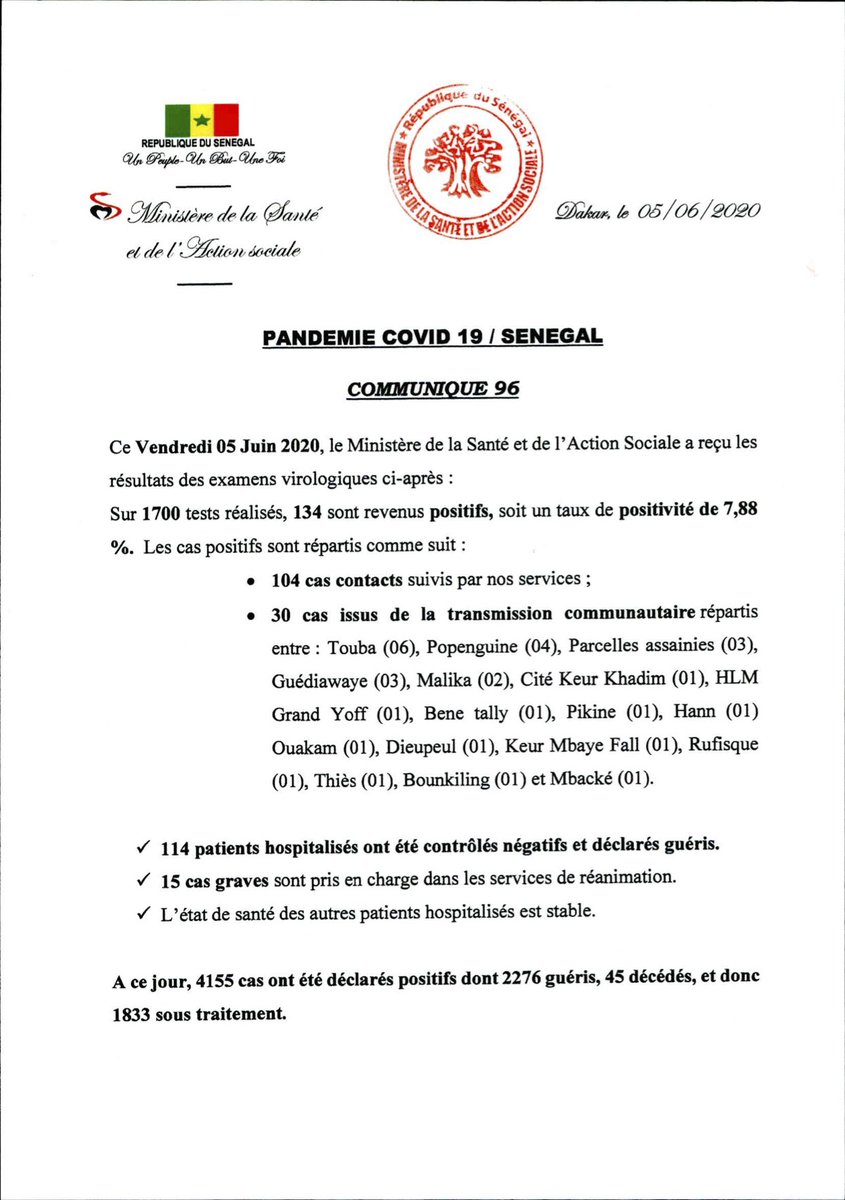 REPUBLIQUE DU SENEGAL
Un Peuple-Un But-Une Foi
Ministère de la Santé
et de l'Action sociale
★ République du Sénégal ★
MINISTÈRE DE LA SANTÉ ET DE L'ACTION SOCIALE
Dakar, le 05/06/2020
PANDEMIE COVID 19 / SENEGAL
COMMUNIQUE 96
Ce Vendredi 05 Juin 2020, le Ministère de la Santé et de l'Action Sociale a reçu les
résultats des examens virologiques ci-après :
Sur 1700 tests réalisés, 134 sont revenus positifs, soit un taux de positivité de 7,88
%. Les cas positifs sont répartis comme suit :
• 104 cas contacts suivis par nos services ;
• 30 cas issus de la transmission communautaire répartis
entre : Touba (06), Popenguine (04), Parcelles assainies (03),
Guédiawaye (03), Malika (02), Cité Keur Khadim (01), HLM
Grand Yoff (01), Bene tally (01), Pikine (01), Hann (01)
Ouakam (01), Dieupeul (01), Keur Mbaye Fall (01), Rufisque
(01), Thiès (01), Bounkiling (01) et Mbacké (01).
✓ 114 patients hospitalisés ont été contrôlés négatifs et déclarés guéris.
✓ 15 cas graves sont pris en charge dans les services de réanimation.
✓ L'état de santé des autres patients hospitalisés est stable.
A ce jour, 4155 cas ont été déclarés positifs dont 2276 guéris, 45 décédés, et donc
1833 sous traitement.